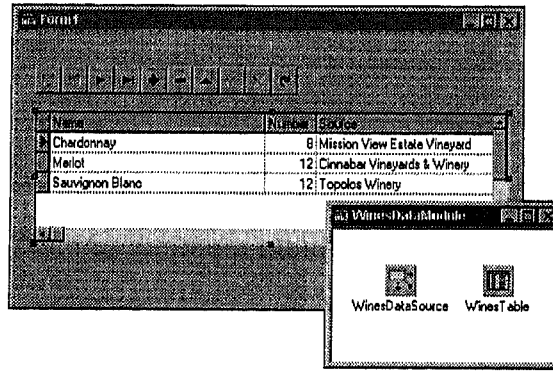 Form1
Name Number Source
Chardonnay 8 Mission View Estate Vineyard
Merlot 12 Cinnabar Vineyards & Winery
Sauvignon Blanc 12 Topolos Winery
WinesDataModule
WinesDataSource WinesTable